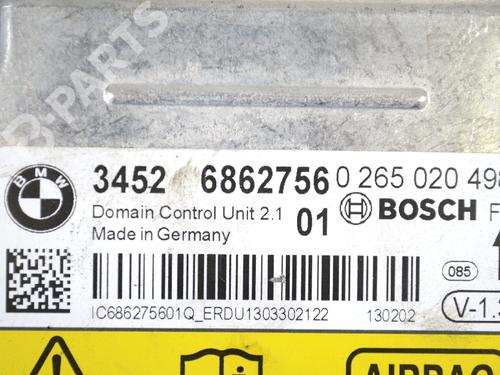 B-PARTS
BMW
3452 6862756 0 265 020 49
Domain Control Unit 2.1 01 BOSCH F
Made in Germany
085
IC686275601Q_ERDU1303302122 130202
V-1.
AIRBAG